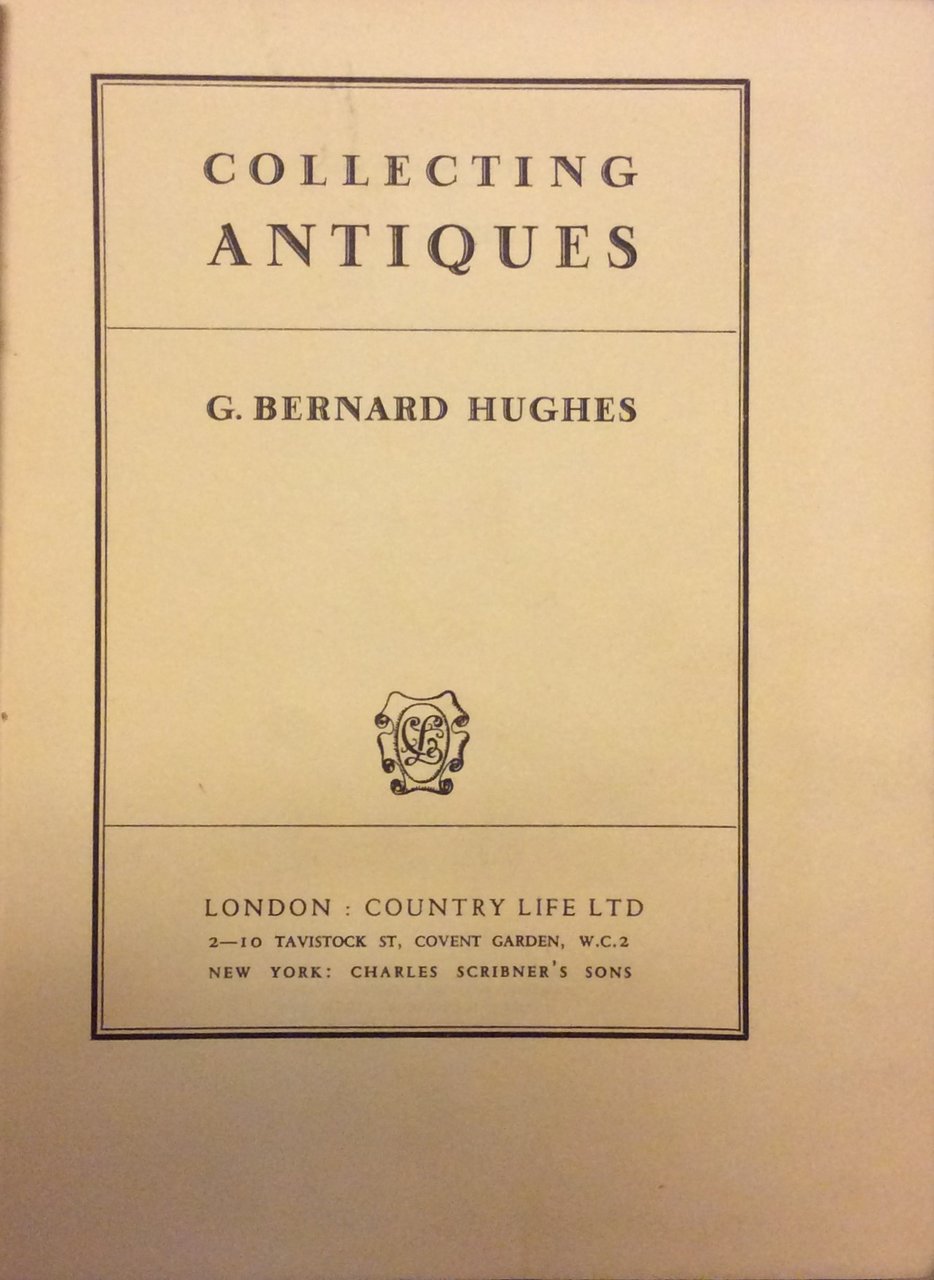 COLLECTING
ANTIQUES
G. BERNARD HUGHES
CL
LONDON : COUNTRY LIFE LTD
2—10 TAVISTOCK ST, COVENT GARDEN, W.C.2
NEW YORK: CHARLES SCRIBNER'S SONS